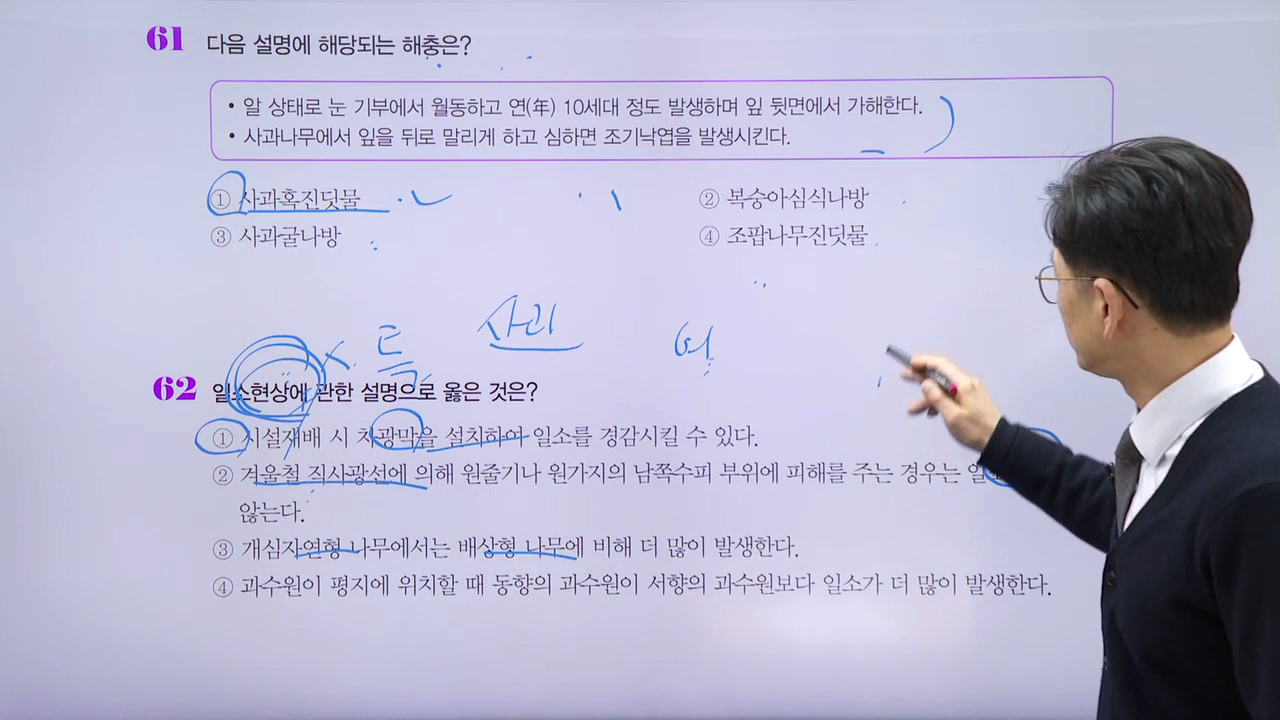 61 다음 설명에 해당되는 해충은?
• 알 상태로 눈 기부에서 월동하고 연(年) 10세대 정도 발생하며 잎 뒷면에서 가해한다.
• 사과나무에서 잎을 뒤로 말리게 하고 심하면 조기낙엽을 발생시킨다.
① 사과혹진딧물 ② 복숭아심식나방
③ 사과굴나방 ④ 조팝나무진딧물
사과
62 일소현상에 관한 설명으로 옳은 것은?
① 시설재배 시 차광막을 설치하여 일소를 경감시킬 수 있다.
② 겨울철 직사광선에 의해 원줄기나 원가지의 남쪽수피 부위에 피해를 주는 경우는
않는다.
③ 개심자연형 나무에서는 배상형 나무에 비해 더 많이 발생한다.
④ 과수원이 평지에 위치할 때 동향의 과수원이 서향의 과수원보다 일소가 더 많이 발생한다.